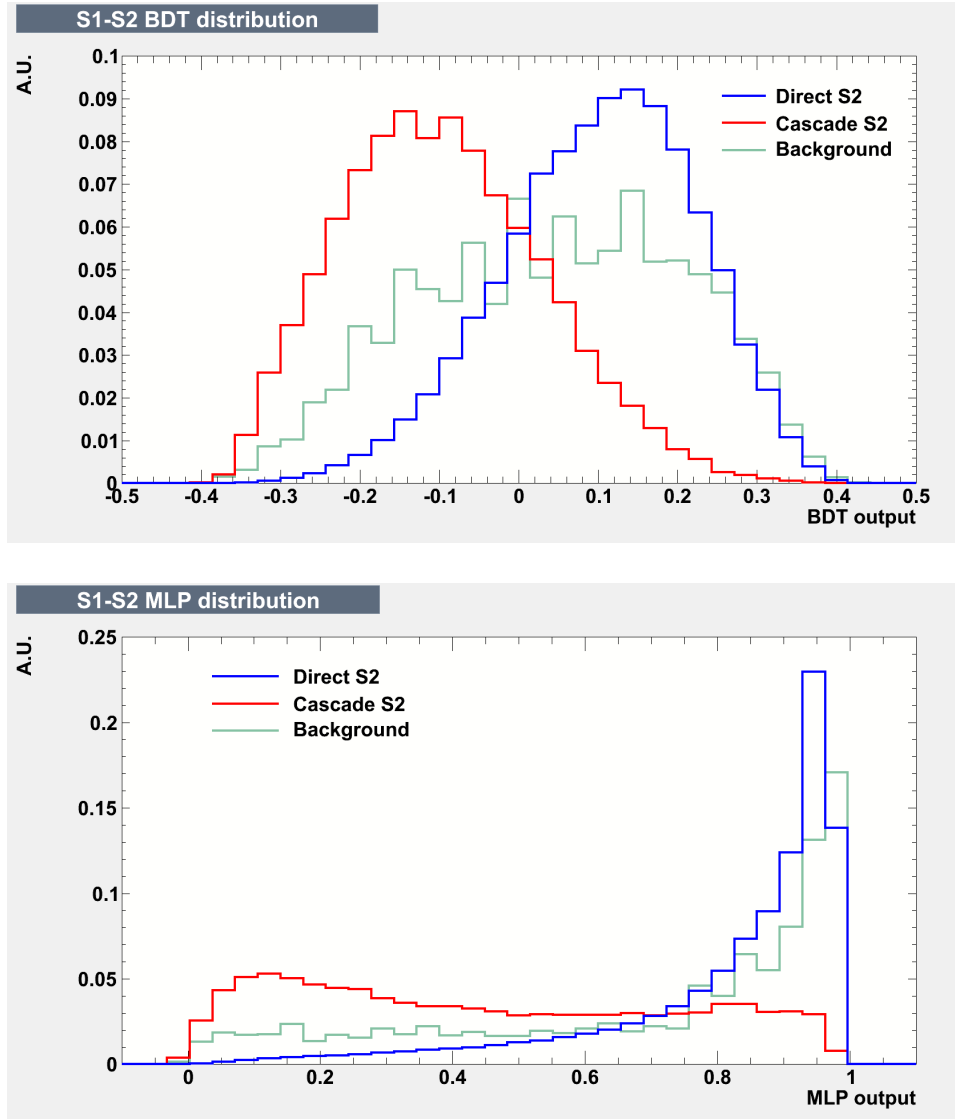 S1-S2 BDT distribution
A.U.
0.1
0.09
0.08
0.07
0.06
0.05
0.04
0.03
0.02
0.01
0
Direct S2
Cascade S2
Background
-0.5 -0.4 -0.3 -0.2 -0.1 0 0.1 0.2 0.3 0.4 0.5
BDT output
S1-S2 MLP distribution
A.U.
0.25
0.2
0.15
0.1
0.05
0
Direct S2
Cascade S2
Background
0 0.2 0.4 0.6 0.8 1
MLP output